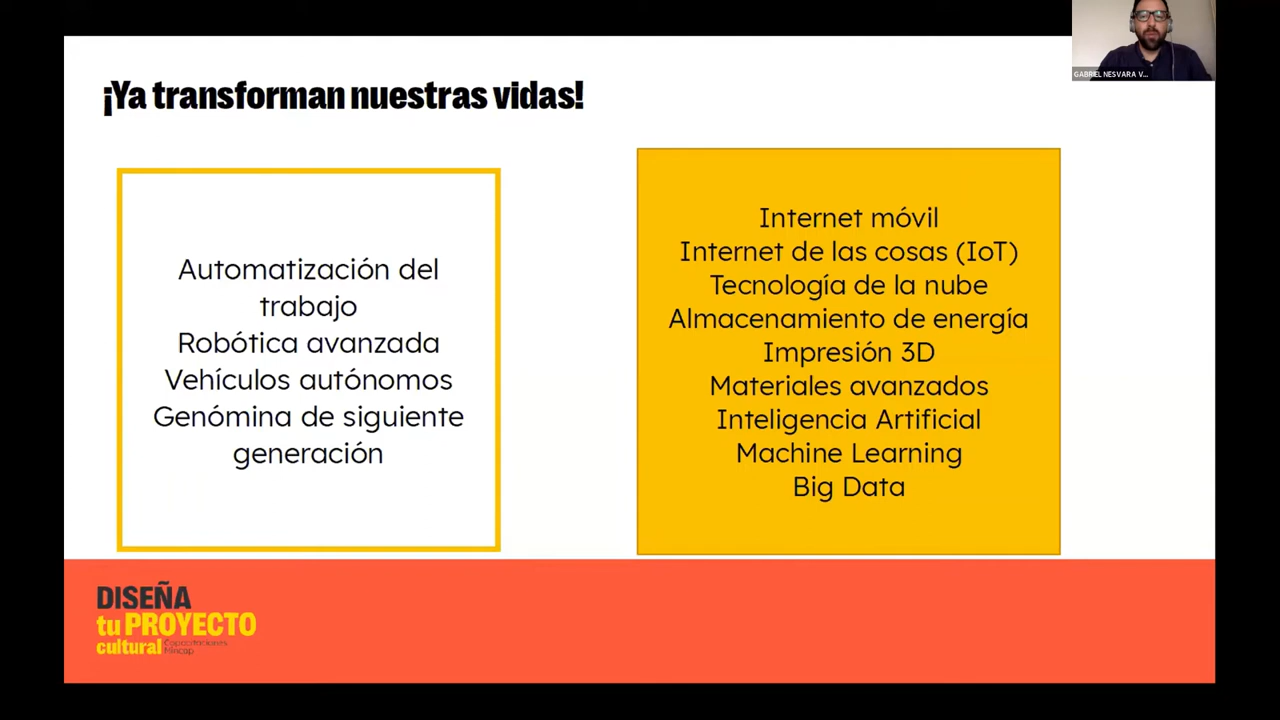 GABRIEL NESVARA V...
¡Ya transforman nuestras vidas!
Automatización del
trabajo
Robótica avanzada
Vehículos autónomos
Genómina de siguiente
generación
Internet móvil
Internet de las cosas (IoT)
Tecnología de la nube
Almacenamiento de energía
Impresión 3D
Materiales avanzados
Inteligencia Artificial
Machine Learning
Big Data
DISEÑA
tu PROYECTO
cultural Capacitaciones
Mincap